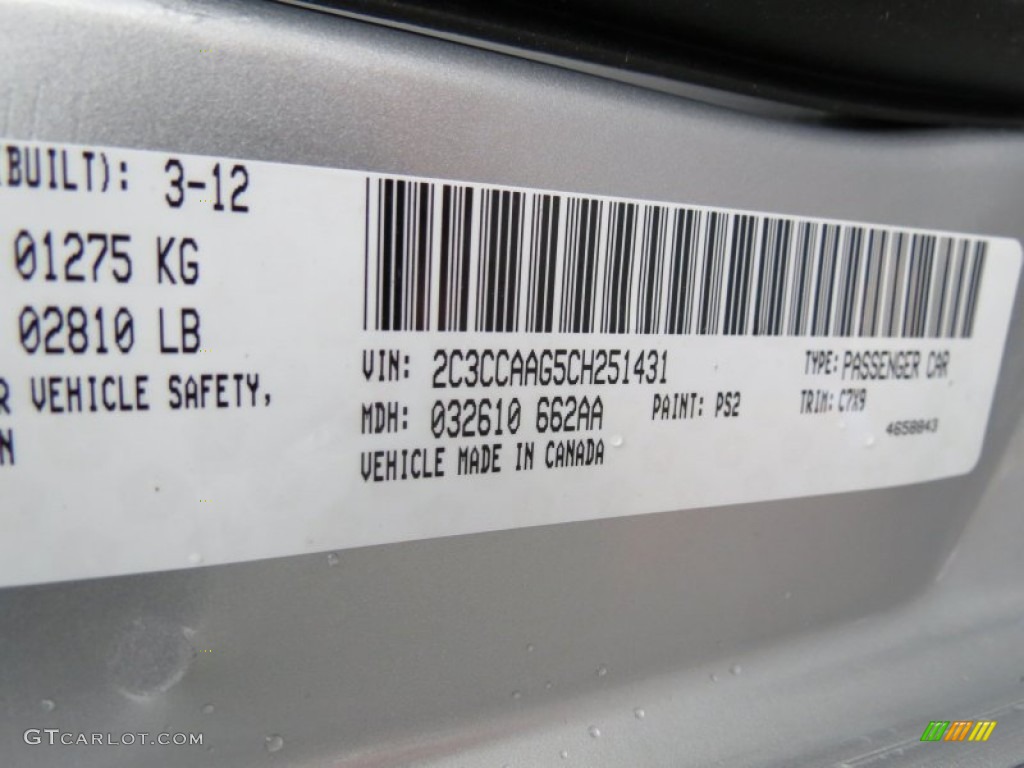 (BUILT): 3-12
01275 KG
02810 LB
R VEHICLE SAFETY,
N
VIN: 2C3CCAAG5CH251431
TYPE: PASSENGER CAR
MDH: 032610 662AA
PAINT: PS2
TRIM: C7X9
VEHICLE MADE IN CANADA
4658843
GTCARLOT.COM